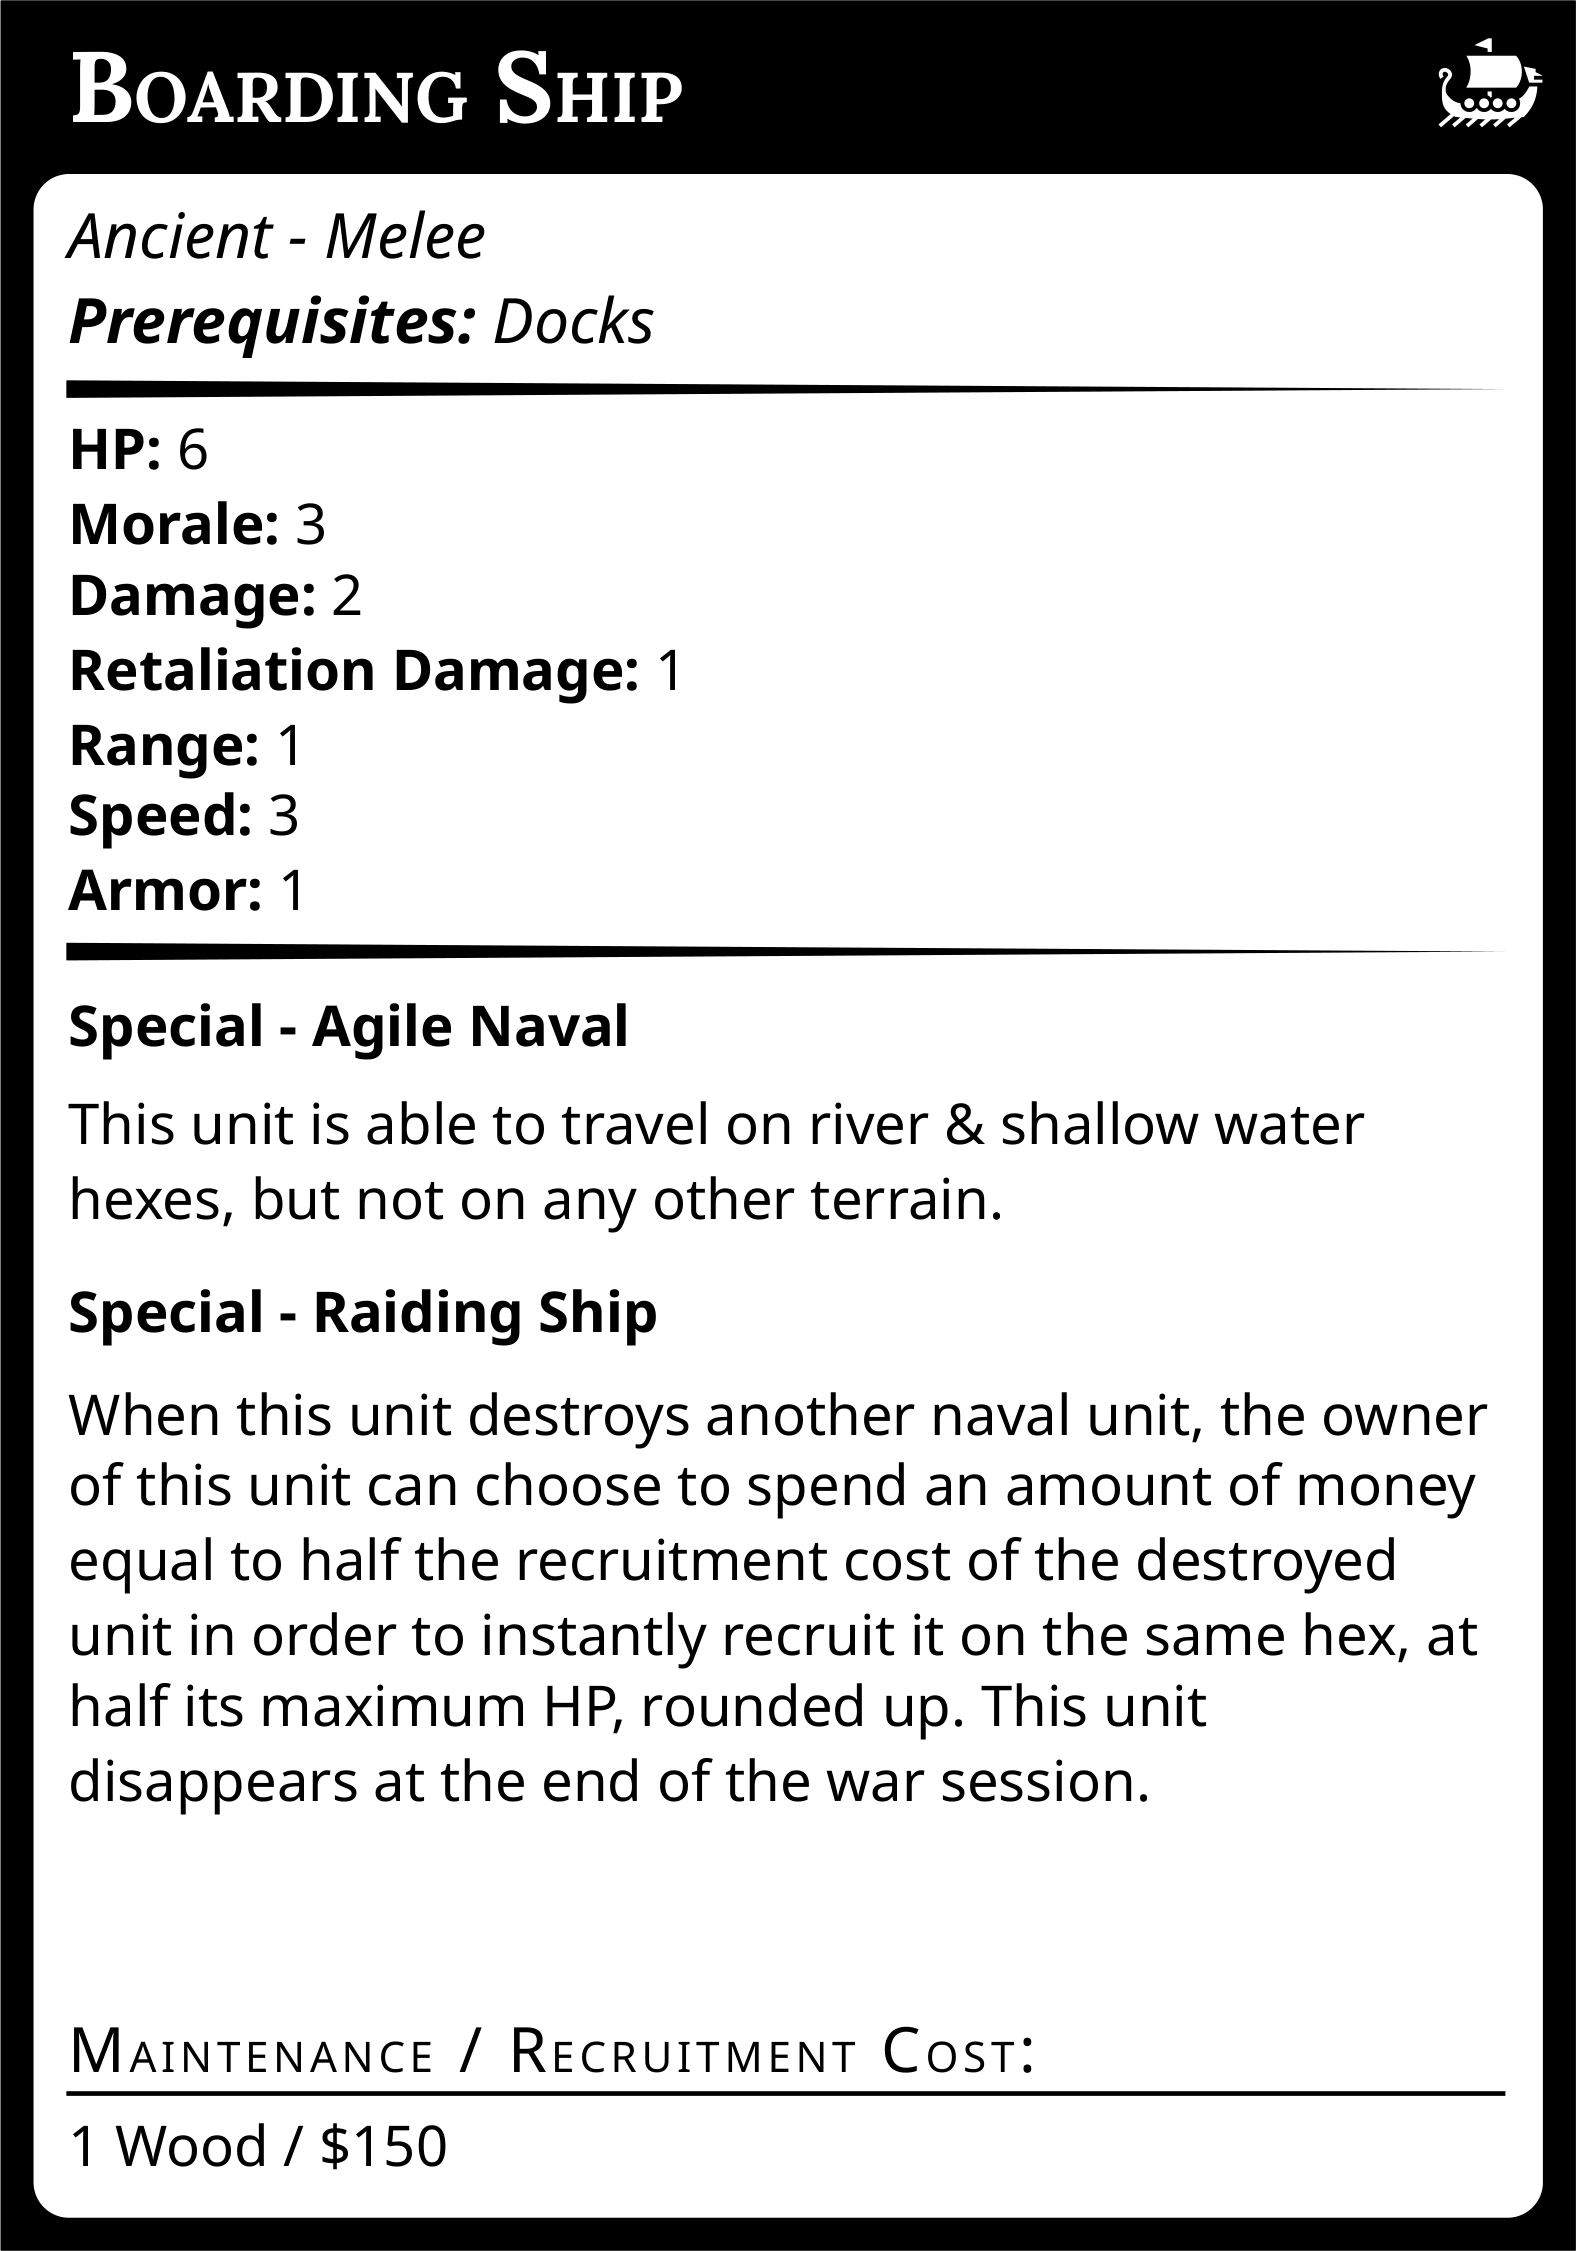 Boarding Ship
Ancient - Melee
Prerequisites: Docks
HP: 6
Morale: 3
Damage: 2
Retaliation Damage: 1
Range: 1
Speed: 3
Armor: 1
Special - Agile Naval
This unit is able to travel on river & shallow water
hexes, but not on any other terrain.
Special - Raiding Ship
When this unit destroys another naval unit, the owner
of this unit can choose to spend an amount of money
equal to half the recruitment cost of the destroyed
unit in order to instantly recruit it on the same hex, at
half its maximum HP, rounded up. This unit
disappears at the end of the war session.
Maintenance / Recruitment Cost:
1 Wood / $150